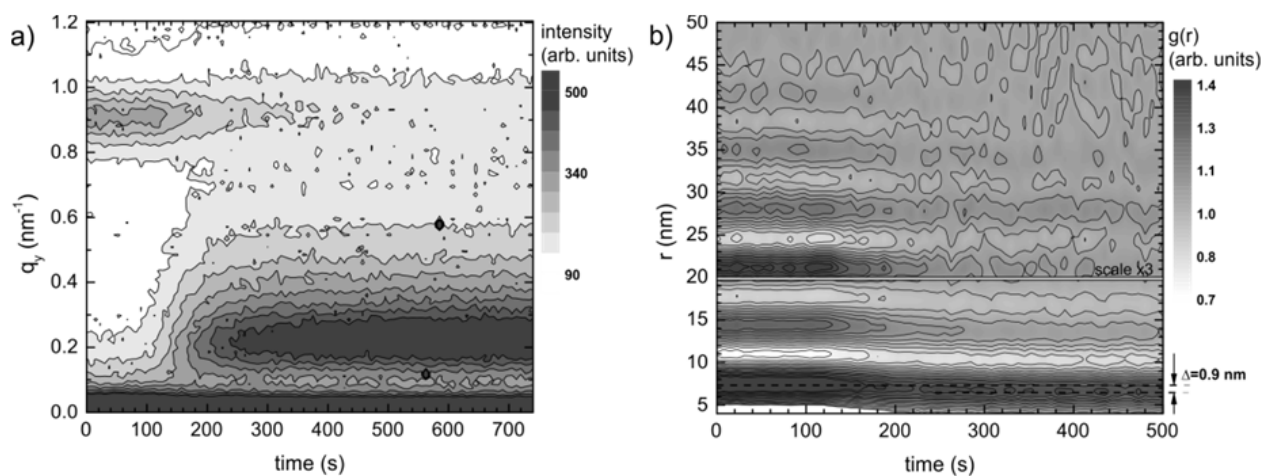 a)
1.2
1.0
0.8
0.6
0.4
0.2
0.0
q_y (nm⁻¹)
0 100 200 300 400 500 600 700
time (s)
intensity
(arb. units)
500
340
90
b)
50
45
40
35
30
25
20
15
10
5
r (nm)
0 100 200 300 400 500
time (s)
scale x3
Δ=0.9 nm
g(r)
(arb. units)
1.4
1.3
1.1
1.0
0.8
0.7